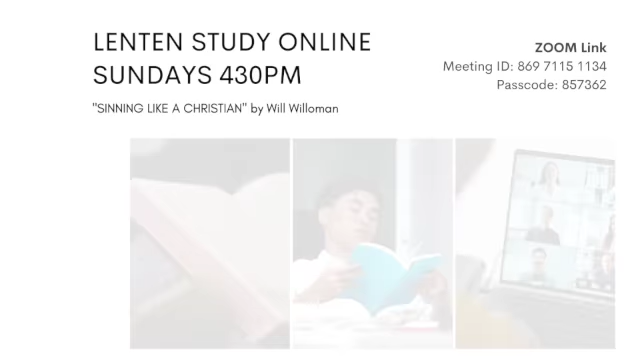 LENTEN STUDY ONLINE
SUNDAYS 430PM
"SINNING LIKE A CHRISTIAN" by Will Willoman
ZOOM Link
Meeting ID: 869 7115 1134
Passcode: 857362